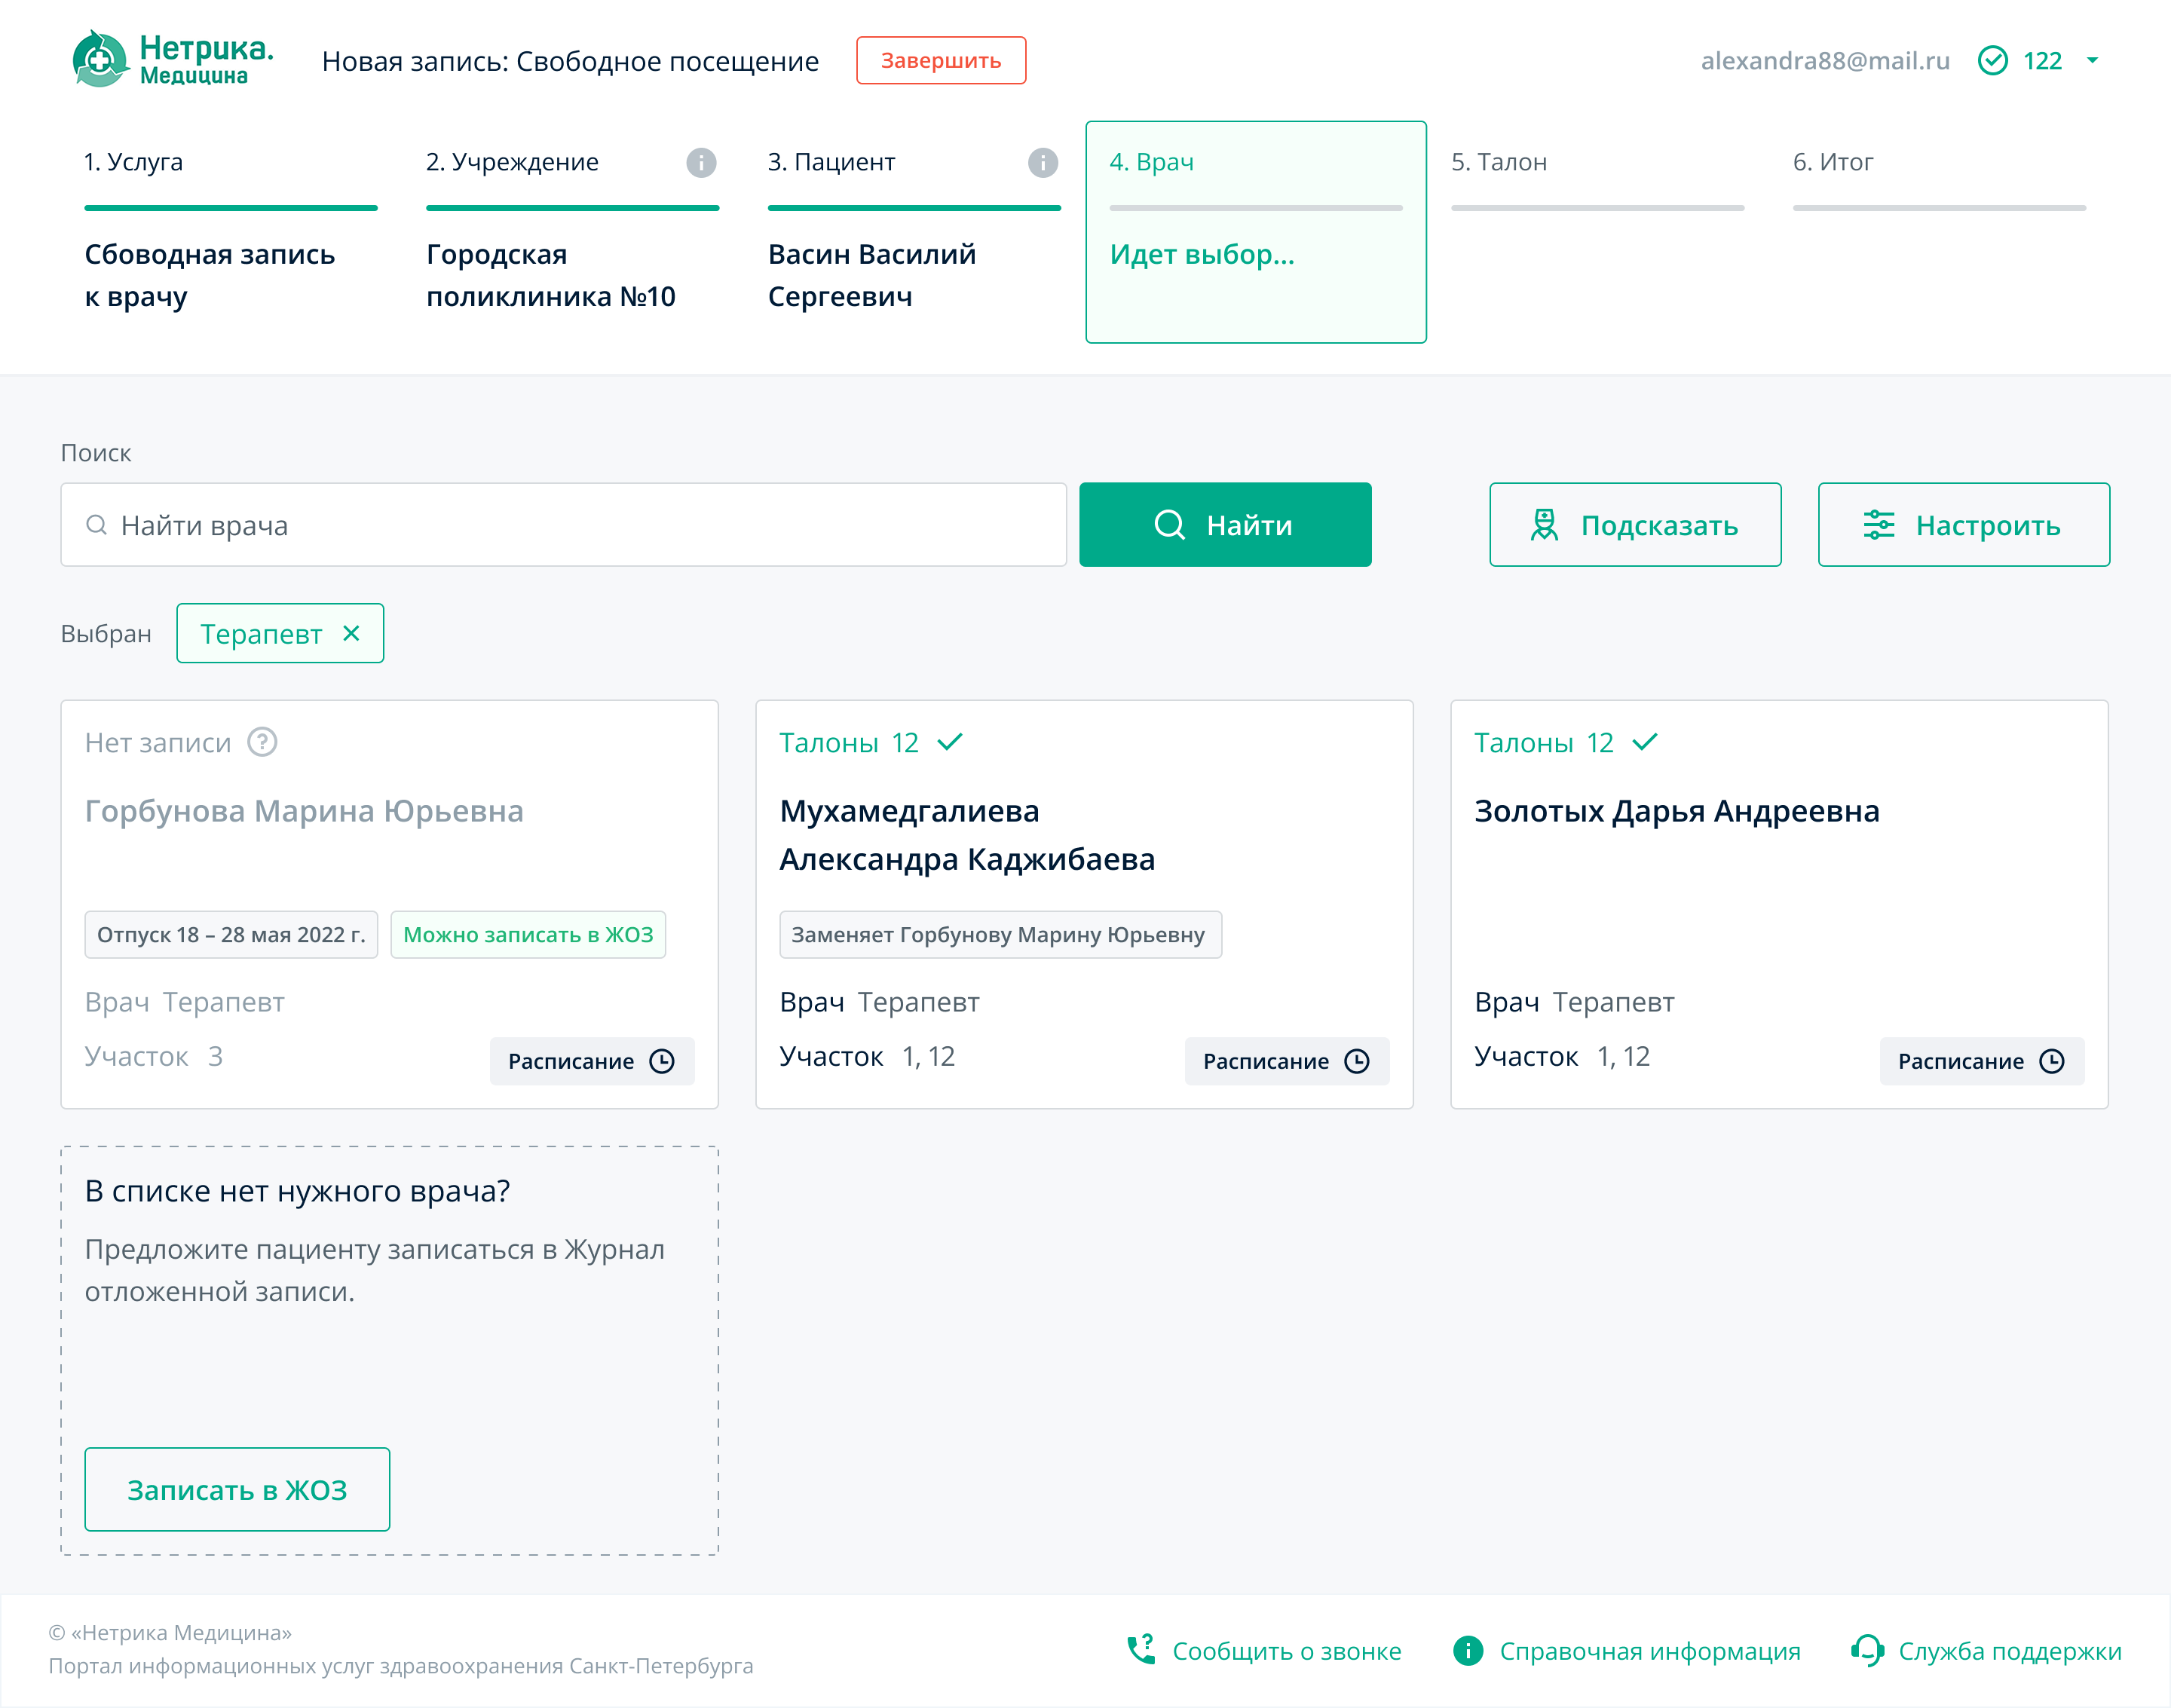 Нетрика.
Медицина
Новая запись: Свободное посещение
Завершить
alexandra88@mail.ru
122
1. Услуга
Сбоводная запись
к врачу
2. Учреждение
Городская
поликлиника №10
3. Пациент
Васин Василий
Сергеевич
4. Врач
Идет выбор...
5. Талон
6. Итог
Поиск
Найти врача
Найти
Подсказать
Настроить
Выбран
Терапевт
Нет записи
Горбунова Марина Юрьевна
Отпуск 18 – 28 мая 2022 г.
Можно записать в ЖОЗ
Врач Терапевт
Участок 3
Расписание
Талоны 12
Мухамедгалиева
Александра Каджибаева
Заменяет Горбунову Марину Юрьевну
Врач Терапевт
Участок 1, 12
Расписание
Талоны 12
Золотых Дарья Андреевна
Врач Терапевт
Участок 1, 12
Расписание
В списке нет нужного врача?
Предложите пациенту записаться в Журнал
отложенной записи.
Записать в ЖОЗ
© «Нетрика Медицина»
Портал информационных услуг здравоохранения Санкт-Петербурга
Сообщить о звонке
Справочная информация
Служба поддержки